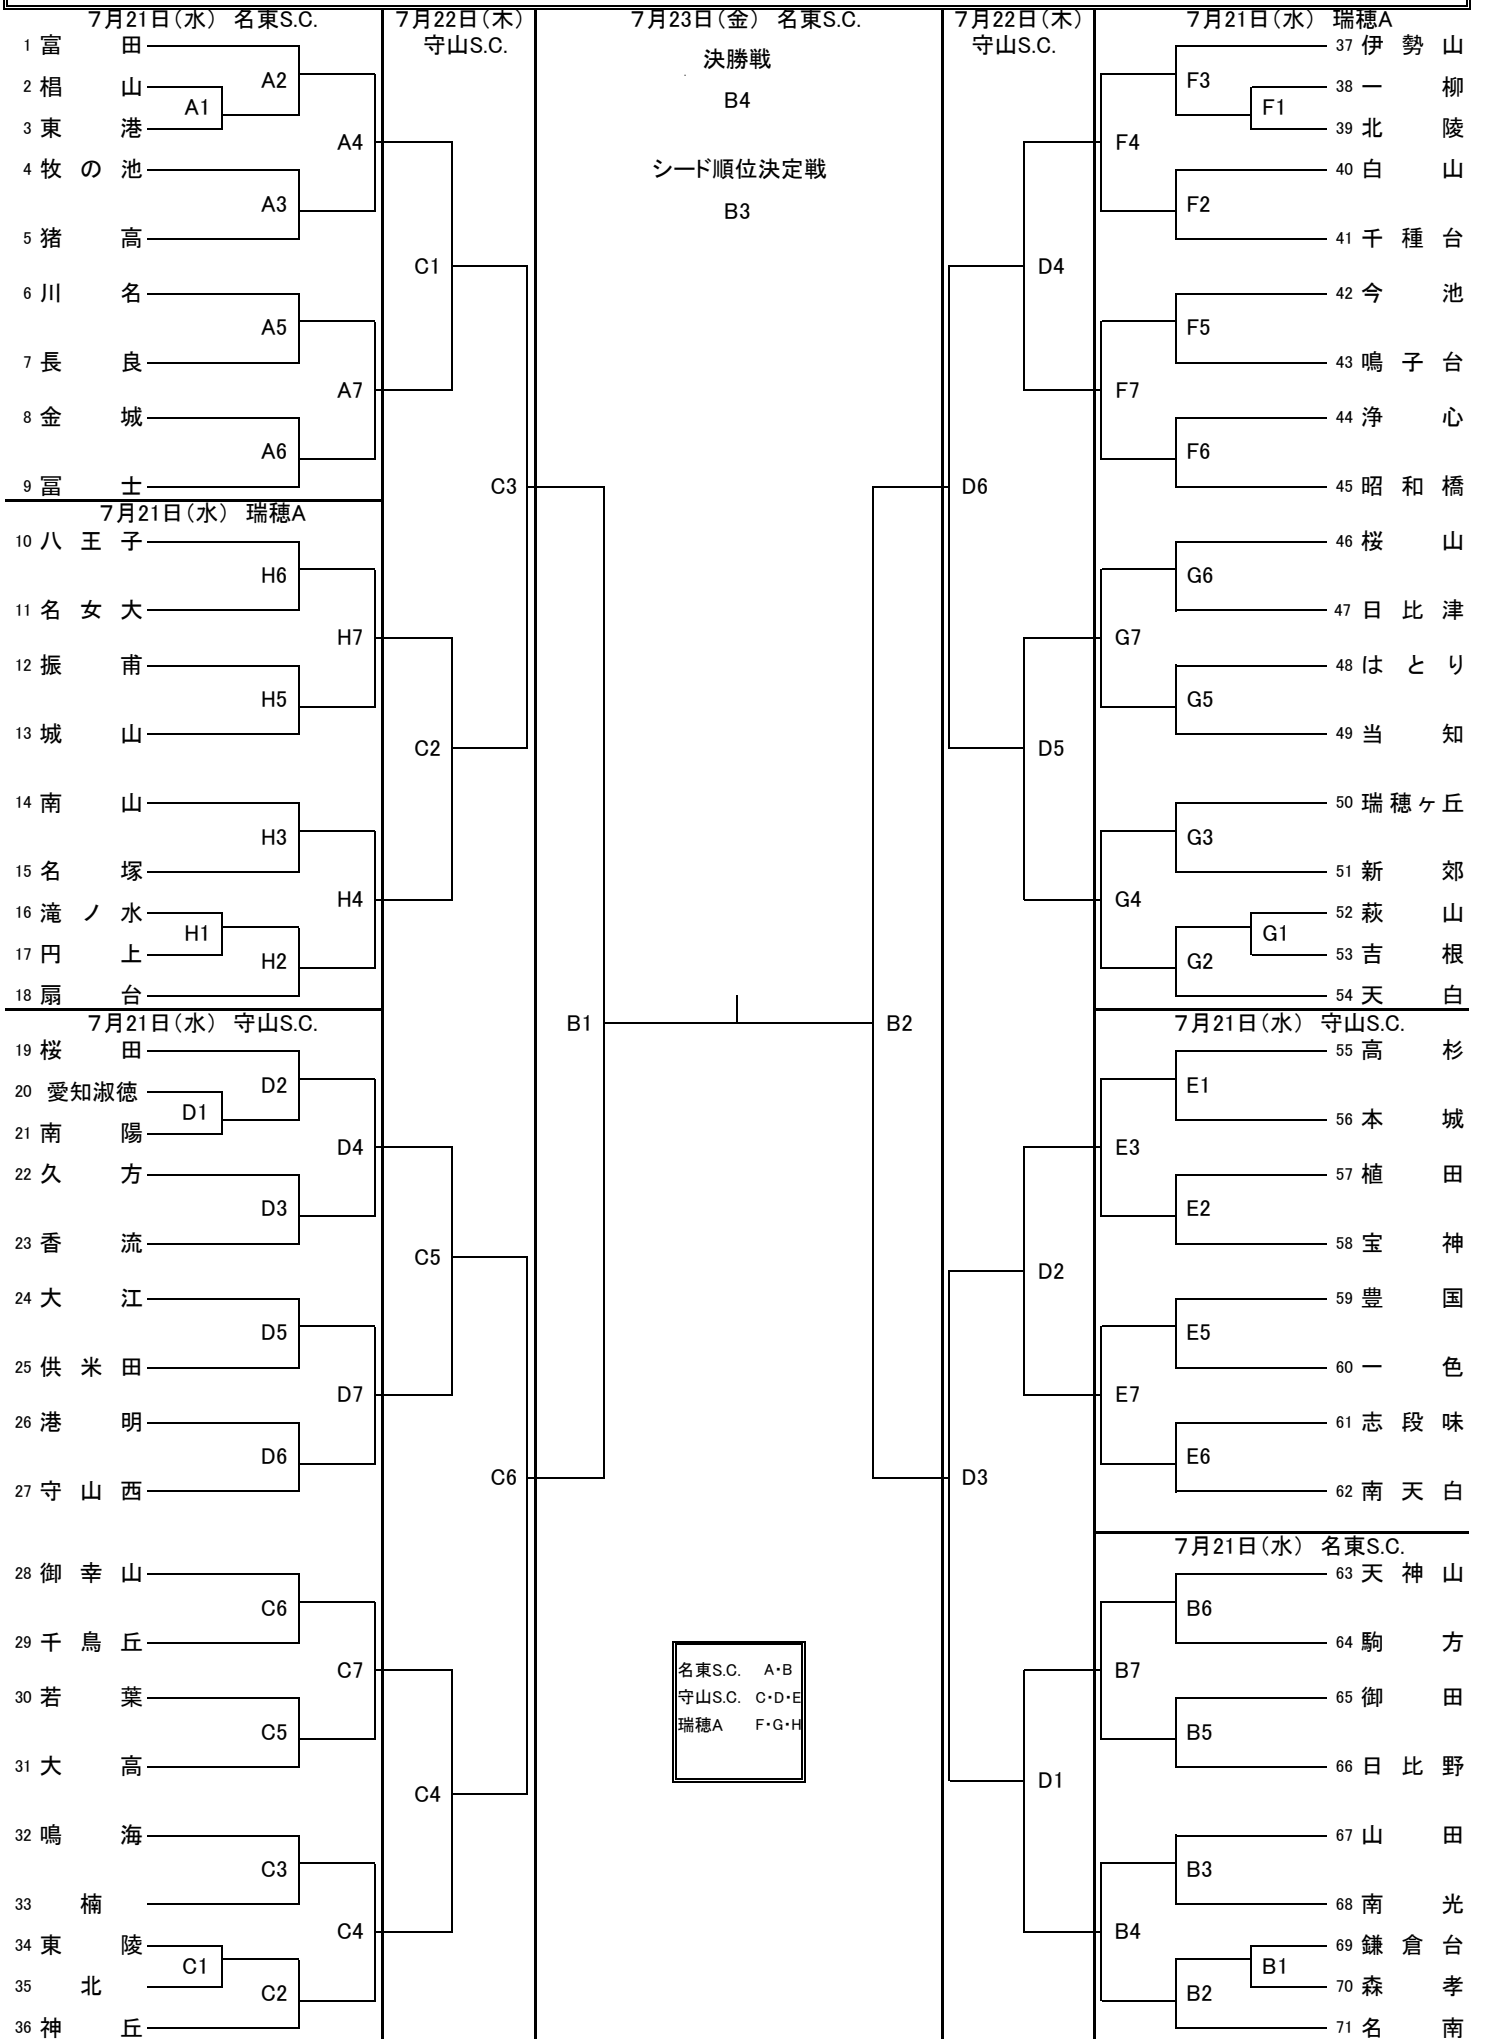 7月21日(水) 名東S.C.
1 富田
2 椙山
3 東港
4 牧の池
5 猪高
6 川名
7 長良
8 金城
9 冨士
A1
A2
A3
A4
A5
A6
A7
7月21日(水) 瑞穂A
10 八王子
11 名女大
12 振甫
13 城山
14 南山
15 名塚
16 滝ノ水
17 円上
18 扇台
H6
H5
H7
H3
H1
H2
H4
7月21日(水) 守山S.C.
19 桜田
20 愛知淑徳
21 南陽
22 久方
23 香流
24 大江
25 供米田
26 港明
27 守山西
28 御幸山
29 千鳥丘
30 若葉
31 大高
32 鳴海
33 楠
34 東陵
35 北
36 神丘
D2
D1
D3
D4
D5
D6
D7
C6
C5
C7
C3
C1
C2
C4
7月22日(木)
守山S.C.
C1
C2
C3
C5
C4
C6
7月23日(金) 名東S.C.
決勝戦
B4
シード順位決定戦
B3
B1
B2
名東S.C. A・B
守山S.C. C・D・E
瑞穂A F・G・H
7月22日(木)
守山S.C.
D4
D5
D6
D2
D1
D3
7月21日(水) 瑞穂A
37 伊勢山
38 一柳
39 北陵
40 白山
41 千種台
42 今池
43 鳴子台
44 浄心
45 昭和橋
46 桜山
47 日比津
48 はとり
49 当知
50 瑞穂ヶ丘
51 新郊
52 萩山
53 吉根
54 天白
F3
F1
F2
F4
F5
F6
F7
G6
G5
G7
G3
G1
G2
G4
7月21日(水) 守山S.C.
55 高杉
56 本城
57 植田
58 宝神
59 豊国
60 一色
61 志段味
62 南天白
E1
E2
E3
E5
E6
E7
7月21日(水) 名東S.C.
63 天神山
64 駒方
65 御田
66 日比野
67 山田
68 南光
69 鎌倉台
70 森孝
71 名南
B6
B5
B7
B3
B1
B2
B4